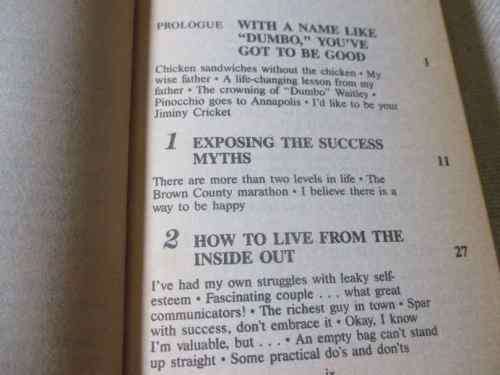 PROLOGUE WITH A NAME LIKE
"DUMBO," YOU'VE
GOT TO BE GOOD 1
Chicken sandwiches without the chicken • My
wise father • A life-changing lesson from my
father • The crowning of "Dumbo" Waitley •
Pinocchio goes to Annapolis • I'd like to be your
Jiminy Cricket
1 EXPOSING THE SUCCESS
MYTHS 11
There are more than two levels in life • The
Brown County marathon • I believe there is a
way to be happy
2 HOW TO LIVE FROM THE
INSIDE OUT 27
I've had my own struggles with leaky self-
esteem • Fascinating couple . . . what great
communicators! • The richest guy in town • Spar
with success, don't embrace it • Okay, I know
I'm valuable, but . . . • An empty bag can't stand
up straight • Some practical do's and don'ts
ix